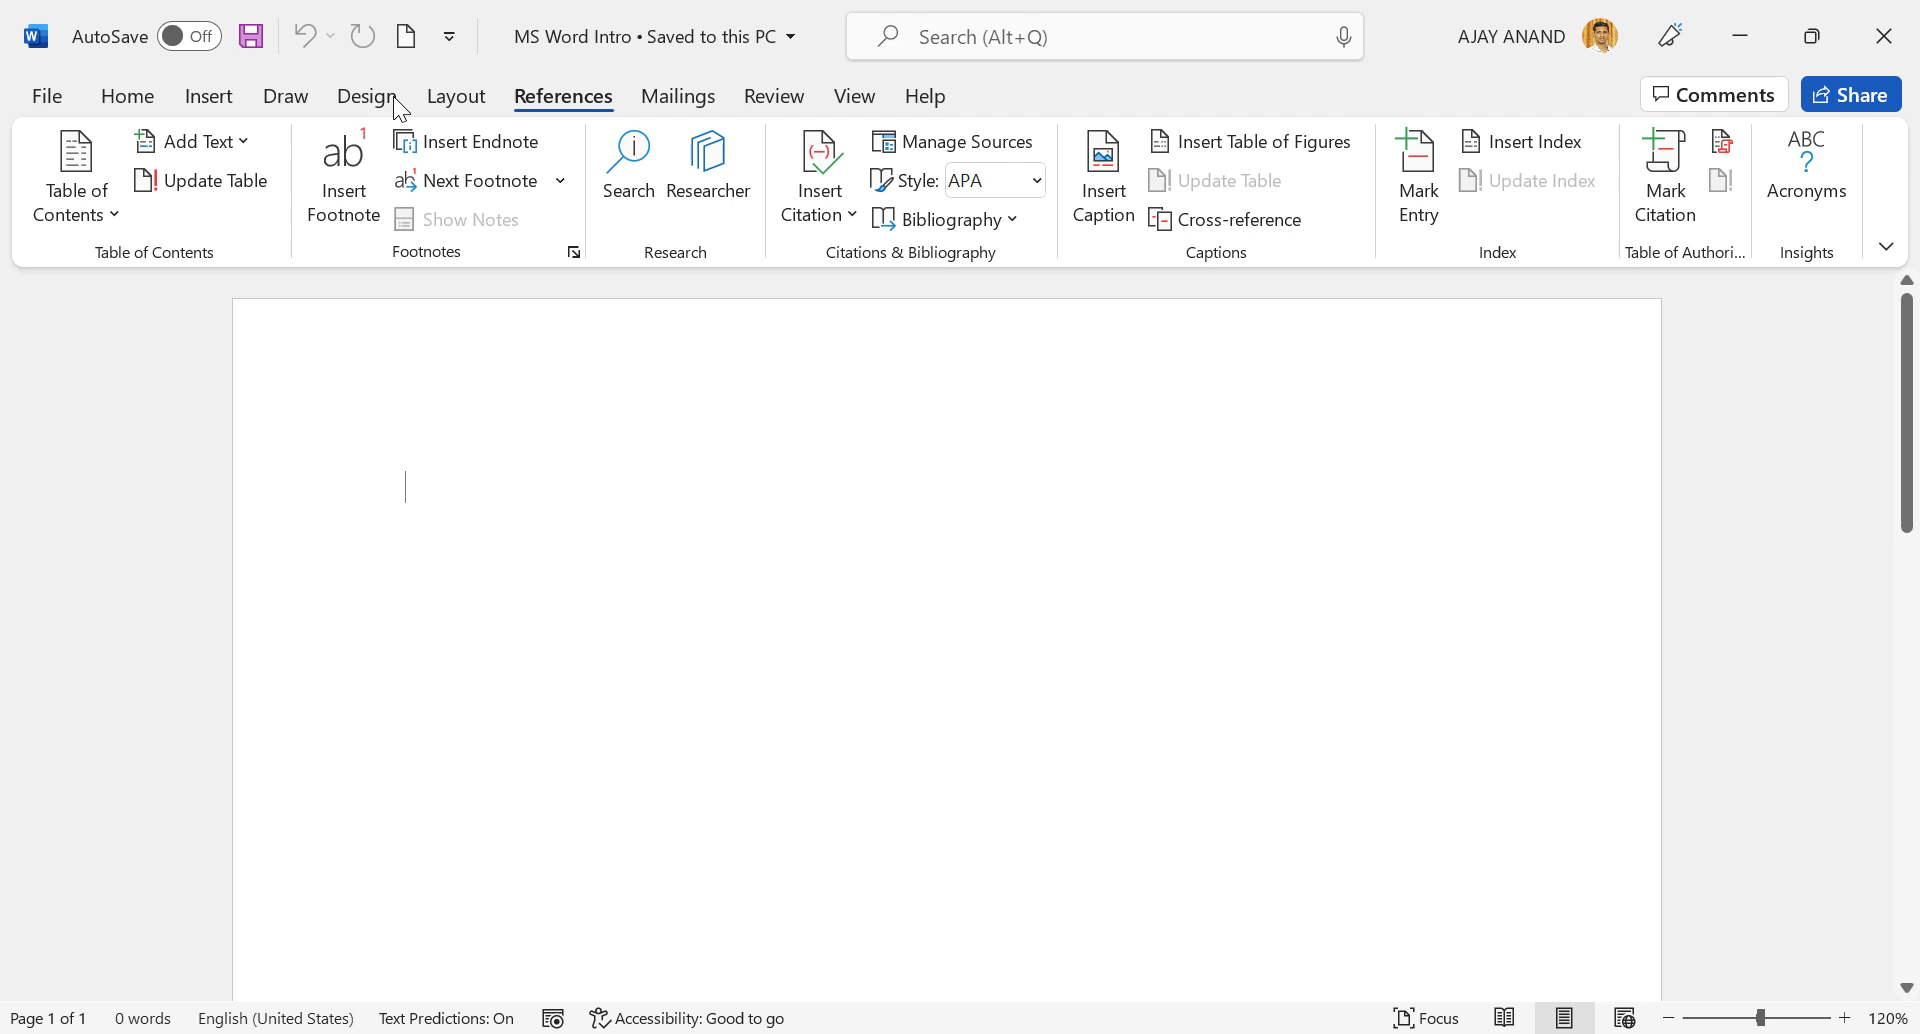 W AutoSave Off MS Word Intro • Saved to this PC Search (Alt+Q) AJAY ANAND
File Home Insert Draw Design Layout References Mailings Review View Help Comments Share
Table of Contents
Add Text
Update Table
Table of Contents
ab1 Insert Footnote
Insert Endnote
Next Footnote
Show Notes
Footnotes
Search
Researcher
Research
Insert Citation
Manage Sources
Style: APA
Bibliography
Citations & Bibliography
Insert Caption
Insert Table of Figures
Update Table
Cross-reference
Captions
Mark Entry
Insert Index
Update Index
Index
Mark Citation
Table of Authori...
ABC ?
Acronyms
Insights
Page 1 of 1 0 words English (United States) Text Predictions: On Accessibility: Good to go Focus 120%